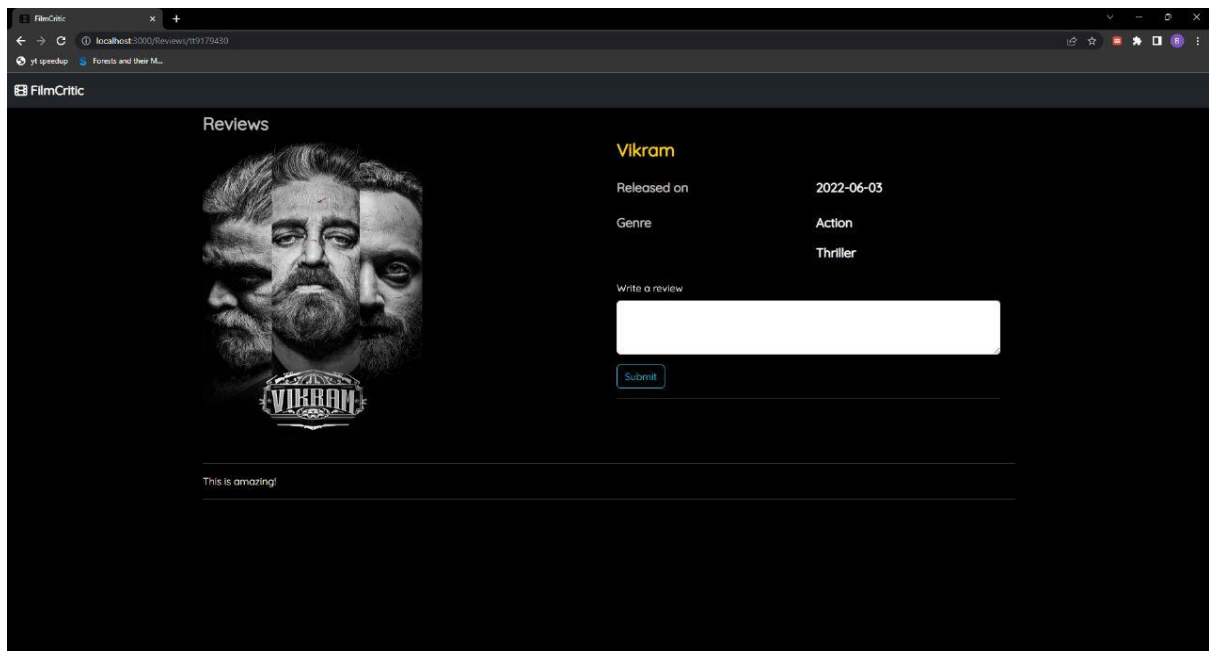 FilmCritic
localhost:3000/Reviews/tt9179430
yt speedup
Forests and their M...
FilmCritic
Reviews
Vikram
Released on 2022-06-03
Genre Action
Thriller
Write a review
Submit
VIKRAM
This is amazing!